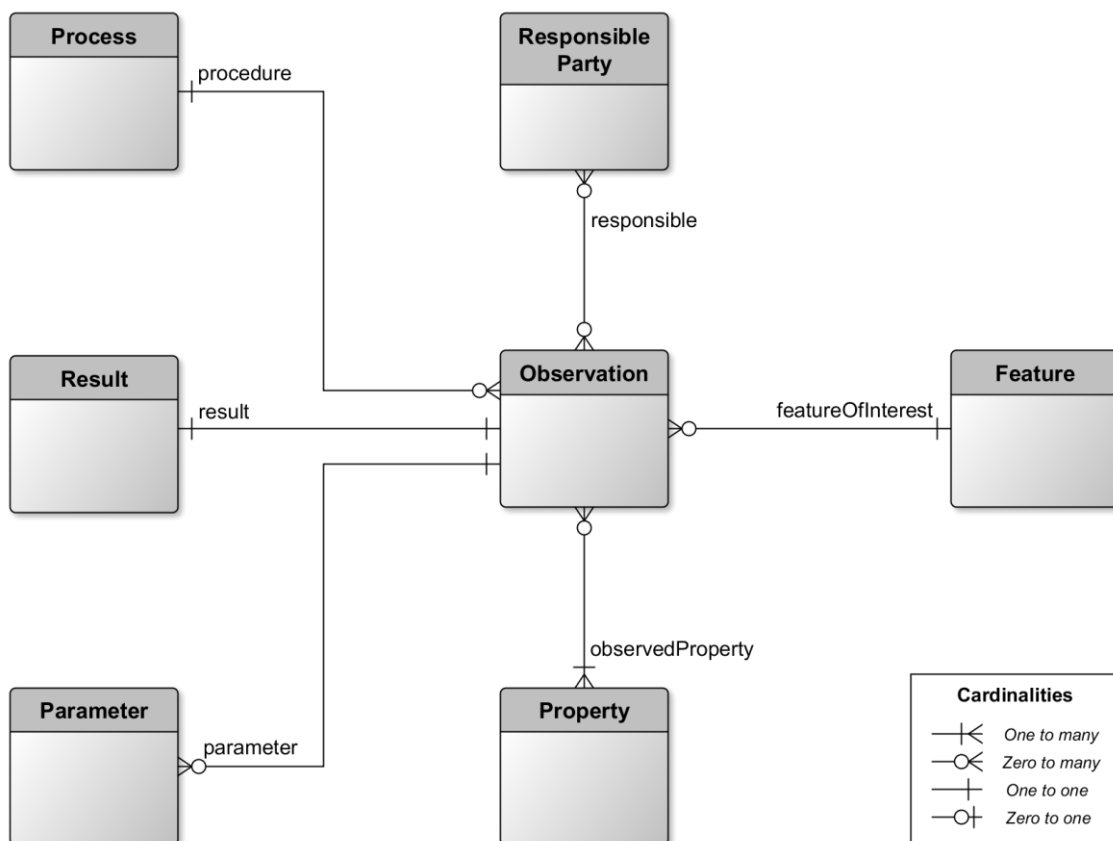 Process
Responsible
Party
procedure
responsible
Result
Observation
Feature
result
featureOfInterest
observedProperty
Parameter
Property
parameter
Cardinalities
One to many
Zero to many
One to one
Zero to one